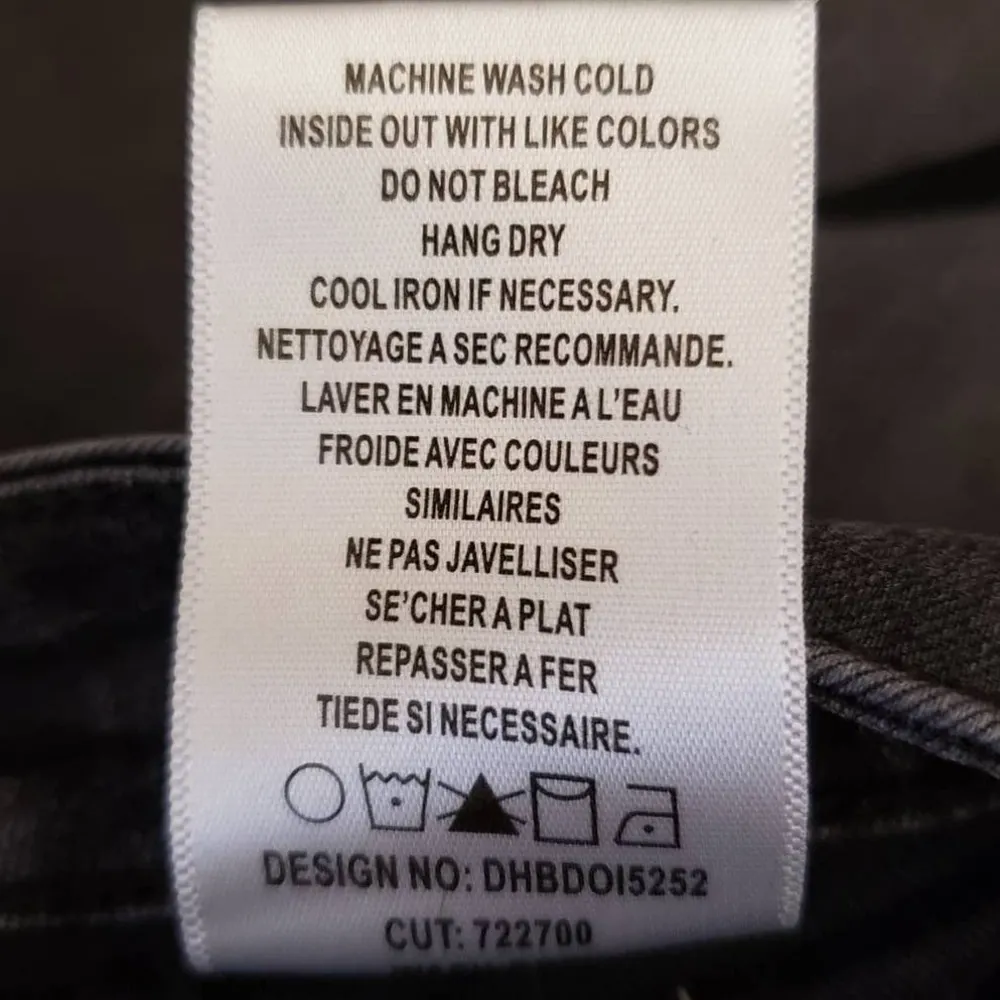 MACHINE WASH COLD
INSIDE OUT WITH LIKE COLORS
DO NOT BLEACH
HANG DRY
COOL IRON IF NECESSARY.
NETTOYAGE A SEC RECOMMANDE.
LAVER EN MACHINE A L'EAU
FROIDE AVEC COULEURS
SIMILAIRES
NE PAS JAVELLISER
SE'CHER A PLAT
REPASSER A FER
TIEDE SI NECESSAIRE.
DESIGN NO: DHBDOI5252
CUT: 722700